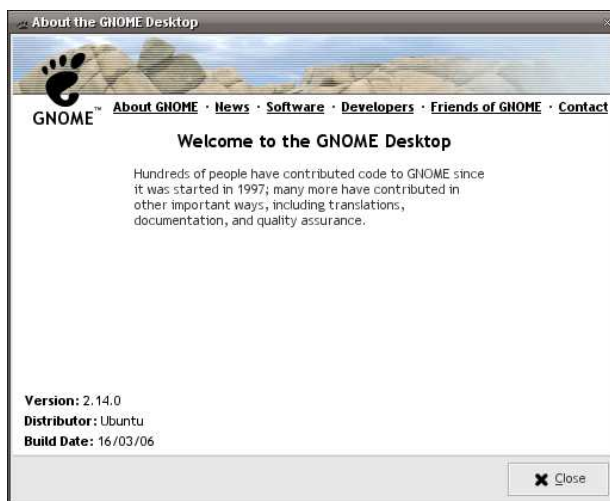 About the GNOME Desktop
GNOME™
About GNOME · News · Software · Developers · Friends of GNOME · Contact
Welcome to the GNOME Desktop
Hundreds of people have contributed code to GNOME since
it was started in 1997; many more have contributed in
other important ways, including translations,
documentation, and quality assurance.
Version: 2.14.0
Distributor: Ubuntu
Build Date: 16/03/06
Close